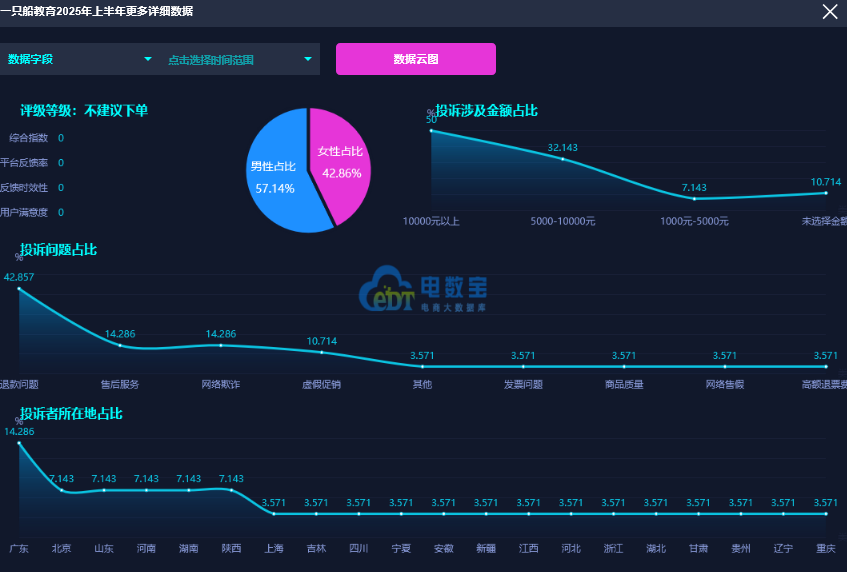 一只船教育2025年上半年更多详细数据
数据字段
点击选择时间范围
数据云图
评级等级：不建议下单
综合指数 0
平台反馈率 0
反馈时效性 0
用户满意度 0
男性占比
57.14%
女性占比
42.86%
投诉涉及金额占比
%
50
32.143
7.143
10.714
10000元以上
5000-10000元
1000元-5000元
未选择金额
投诉问题占比
%
42.857
14.286
14.286
10.714
3.571
3.571
3.571
3.571
3.571
退款问题
售后服务
网络欺诈
虚假促销
其他
发票问题
商品质量
网络售假
高额退票费
EDT 电数宝
电商大数据库
投诉者所在地占比
%
14.286
7.143
7.143
7.143
7.143
7.143
3.571
3.571
3.571
3.571
3.571
3.571
3.571
3.571
3.571
3.571
3.571
3.571
3.571
3.571
广东
北京
山东
河南
湖南
陕西
上海
吉林
四川
宁夏
安徽
新疆
江西
河北
浙江
湖北
甘肃
贵州
辽宁
重庆